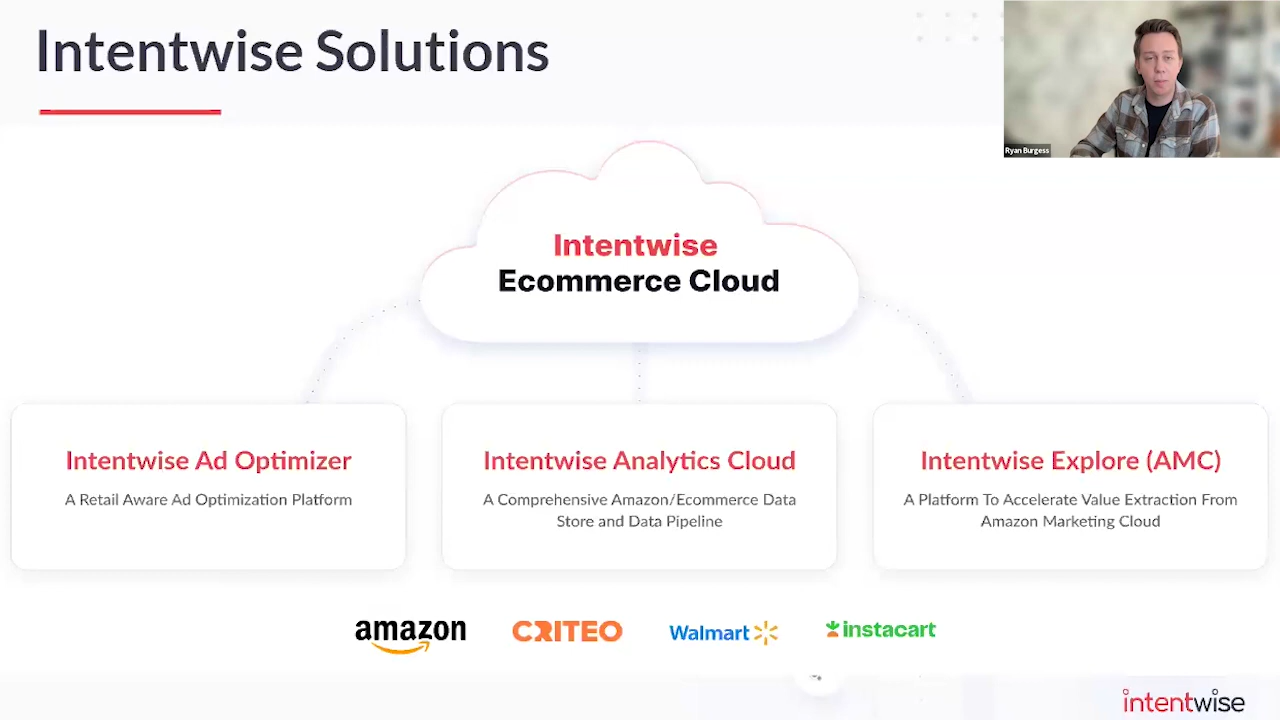 Intentwise Solutions
Ryan Burgess
Intentwise
Ecommerce Cloud
Intentwise Ad Optimizer
A Retail Aware Ad Optimization Platform
Intentwise Analytics Cloud
A Comprehensive Amazon/Ecommerce Data
Store and Data Pipeline
Intentwise Explore (AMC)
A Platform To Accelerate Value Extraction From
Amazon Marketing Cloud
amazon
CRITEO
Walmart
instacart
intentwise